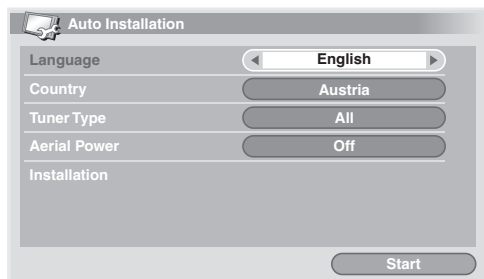 Auto Installation
Language English
Country Austria
Tuner Type All
Aerial Power Off
Installation
Start